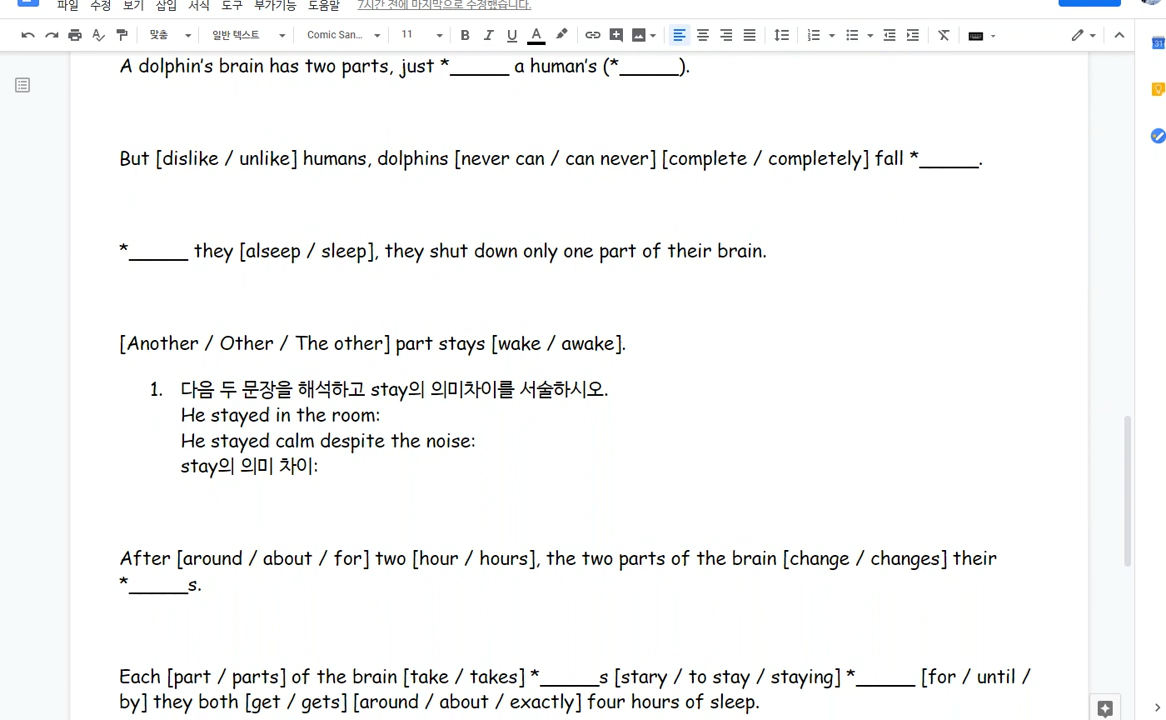 파일 수정 보기 삽입 서식 도구 부가기능 도움말 7시간 전에 마지막으로 수정했습니다.
맞춤 일반 텍스트 Comic San... 11 B I U A
31
A dolphin's brain has two parts, just *______ a human's (*______).
But [dislike / unlike] humans, dolphins [never can / can never] [complete / completely] fall *______.
*______ they [alseep / sleep], they shut down only one part of their brain.
[Another / Other / The other] part stays [wake / awake].
1. 다음 두 문장을 해석하고 stay의 의미차이를 서술하시오.
He stayed in the room:
He stayed calm despite the noise:
stay의 의미 차이:
After [around / about / for] two [hour / hours], the two parts of the brain [change / changes] their
*______s.
Each [part / parts] of the brain [take / takes] *______s [stary / to stay / staying] *______ [for / until /
by] they both [get / gets] [around / about / exactly] four hours of sleep.